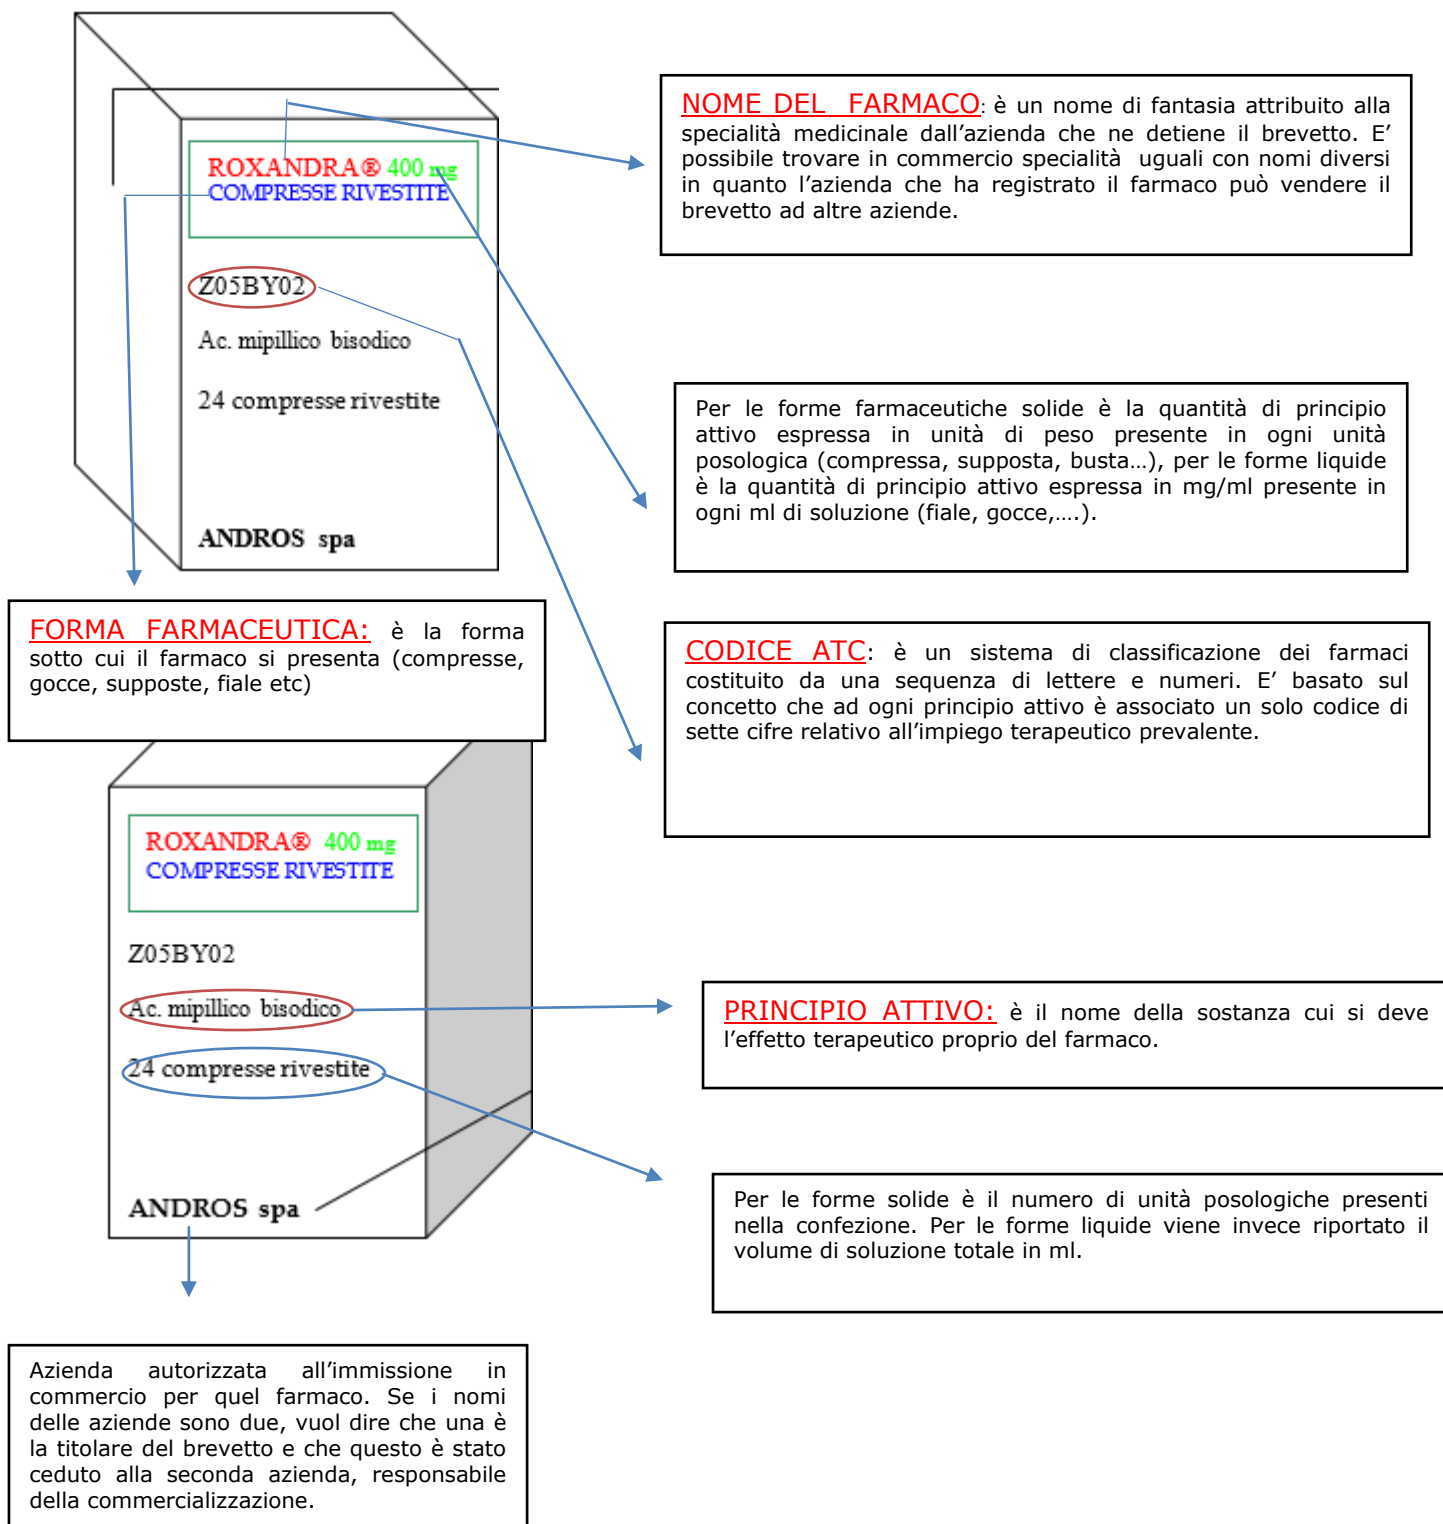 ROXANDRA® 400 mg
COMPRESSE RIVESTITE
Z05BY02
Ac. mipillico bisodico
24 compresse rivestite
ANDROS spa
NOME DEL FARMACO: è un nome di fantasia attribuito alla
specialità medicinale dall’azienda che ne detiene il brevetto. E’
possibile trovare in commercio specialità uguali con nomi diversi
in quanto l’azienda che ha registrato il farmaco può vendere il
brevetto ad altre aziende.
Per le forme farmaceutiche solide è la quantità di principio
attivo espressa in unità di peso presente in ogni unità
posologica (compressa, supposta, busta…), per le forme liquide
è la quantità di principio attivo espressa in mg/ml presente in
ogni ml di soluzione (fiale, gocce,….).
FORMA FARMACEUTICA: è la forma
sotto cui il farmaco si presenta (compresse,
gocce, supposte, fiale etc)
CODICE ATC: è un sistema di classificazione dei farmaci
costituito da una sequenza di lettere e numeri. E’ basato sul
concetto che ad ogni principio attivo è associato un solo codice di
sette cifre relativo all’impiego terapeutico prevalente.
ROXANDRA® 400 mg
COMPRESSE RIVESTITE
Z05BY02
Ac. mipillico bisodico
24 compresse rivestite
ANDROS spa
PRINCIPIO ATTIVO: è il nome della sostanza cui si deve
l’effetto terapeutico proprio del farmaco.
Per le forme solide è il numero di unità posologiche presenti
nella confezione. Per le forme liquide viene invece riportato il
volume di soluzione totale in ml.
Azienda autorizzata all’immissione in
commercio per quel farmaco. Se i nomi
delle aziende sono due, vuol dire che una è
la titolare del brevetto e che questo è stato
ceduto alla seconda azienda, responsabile
della commercializzazione.